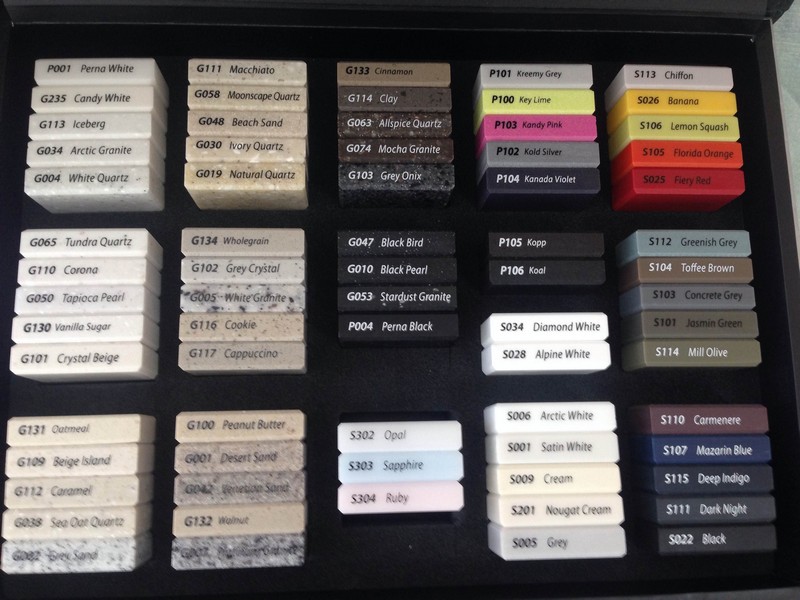 P001 Perna White
G235 Candy White
G113 Iceberg
G034 Arctic Granite
G004 White Quartz
G111 Macchiato
G058 Moonscape Quartz
G048 Beach Sand
G030 Ivory Quartz
G019 Natural Quartz
G133 Cinnamon
G114 Clay
G063 Allspice Quartz
G074 Mocha Granite
G103 Grey Onix
P101 Kreemy Grey
P100 Key Lime
P103 Kandy Pink
P102 Kold Silver
P104 Kanada Violet
S113 Chiffon
S026 Banana
S106 Lemon Squash
S105 Florida Orange
S025 Fiery Red
G065 Tundra Quartz
G110 Corona
G050 Tapioca Pearl
G130 Vanilla Sugar
G101 Crystal Beige
G134 Wholegrain
G102 Grey Crystal
G005 White Granite
G116 Cookie
G117 Cappuccino
G047 Black Bird
G010 Black Pearl
G053 Stardust Granite
P004 Perna Black
P105 Kopp
P106 Koal
S034 Diamond White
S028 Alpine White
S112 Greenish Grey
S104 Toffee Brown
S103 Concrete Grey
S101 Jasmin Green
S114 Mill Olive
G131 Oatmeal
G109 Beige Island
G112 Caramel
G038 Sea Oat Quartz
G002 Grey Sand
G100 Peanut Butter
G001 Desert Sand
G042 Venesian Sand
G132 Walnut
S302 Opal
S303 Sapphire
S304 Ruby
S006 Arctic White
S001 Satin White
S009 Cream
S201 Nougat Cream
S005 Grey
S110 Carmenere
S107 Mazarin Blue
S115 Deep Indigo
S111 Dark Night
S022 Black